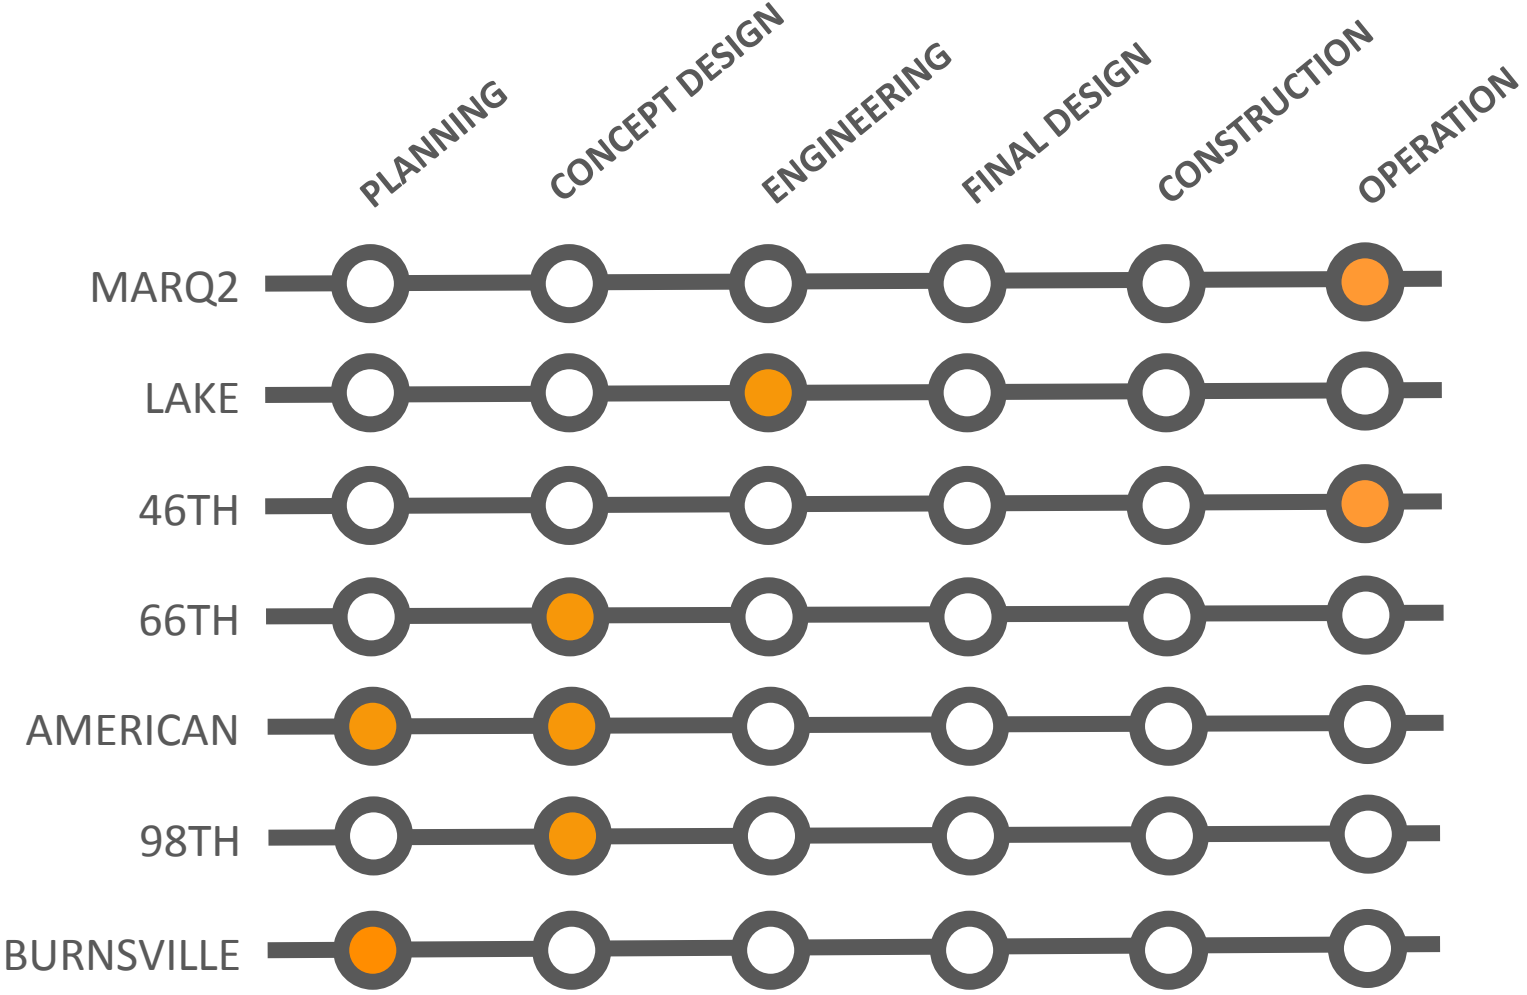 PLANNING
CONCEPT DESIGN
ENGINEERING
FINAL DESIGN
CONSTRUCTION
OPERATION
MARQ2
LAKE
46TH
66TH
AMERICAN
98TH
BURNSVILLE